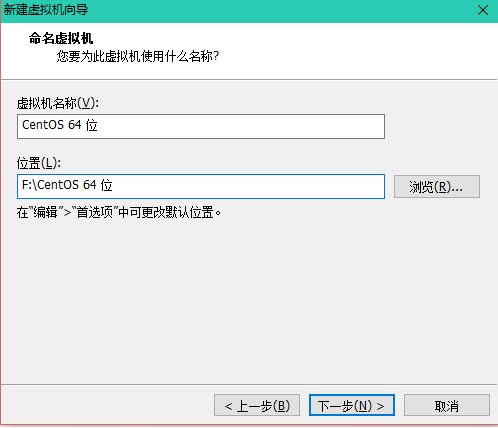 新建虚拟机向导
命名虚拟机
您要为此虚拟机使用什么名称?
虚拟机名称(V):
CentOS 64 位
位置(L):
F:\CentOS 64 位
浏览(R)...
在"编辑">"首选项"中可更改默认位置。
< 上一步(B)
下一步(N) >
取消